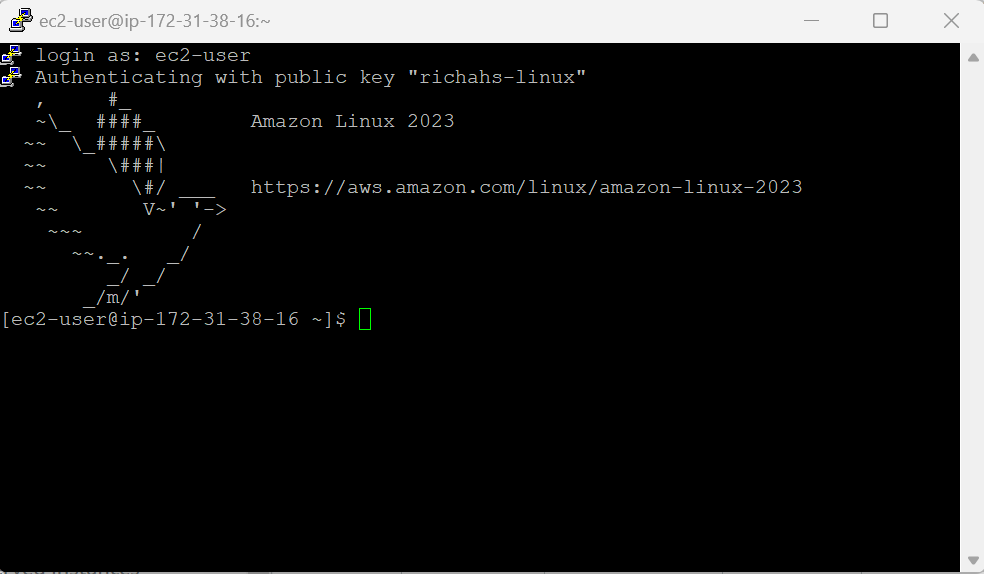 ec2-user@ip-172-31-38-16:~
login as: ec2-user
Authenticating with public key "richahs-linux"
   ,     #_
   ~\_  ####_        Amazon Linux 2023
  ~~  \_#####\
  ~~     \###|
  ~~       \#/ ___   https://aws.amazon.com/linux/amazon-linux-2023
   ~~       V~' '->
    ~~~         /
      ~~._.   _/
         _/ _/
       _/m/'
[ec2-user@ip-172-31-38-16 ~]$